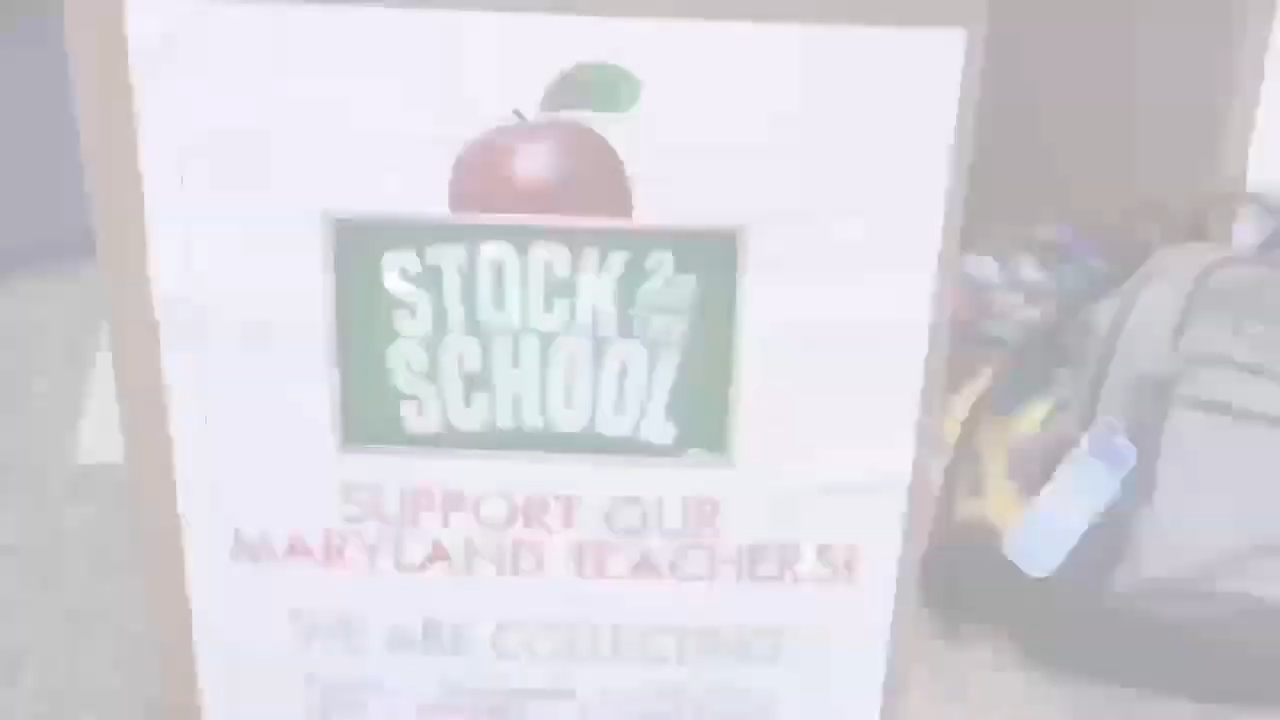 STOCK
SCHOOL
SUPPORT OUR
MARYLAND TEACHERS!
WE ARE COLLECTING